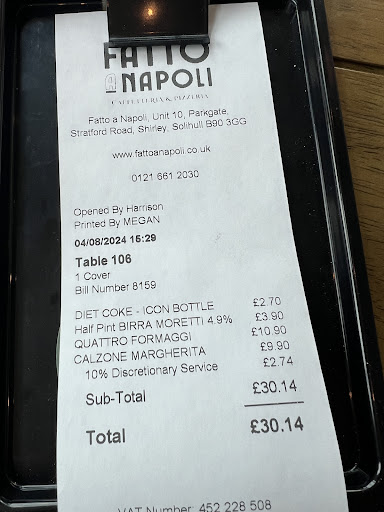 FATTO
A NAPOLI
CAFFETTERIA & PIZZERIA
Fatto a Napoli, Unit 10, Parkgate,
Stratford Road, Shirley, Solihull B90 3GG
www.fattoanapoli.co.uk
0121 661 2030
Opened By Harrison
Printed By MEGAN
04/08/2024 15:29
Table 106
1 Cover
Bill Number 8159
DIET COKE - ICON BOTTLE £2.70
Half Pint BIRRA MORETTI 4.9% £3.90
QUATTRO FORMAGGI £10.90
CALZONE MARGHERITA £9.90
10% Discretionary Service £2.74
Sub-Total £30.14
Total £30.14
VAT Number: 452 228 508